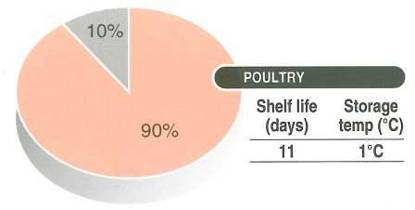 10%
90%
POULTRY
Shelf life Storage
(days) temp (°C)
11 1°C